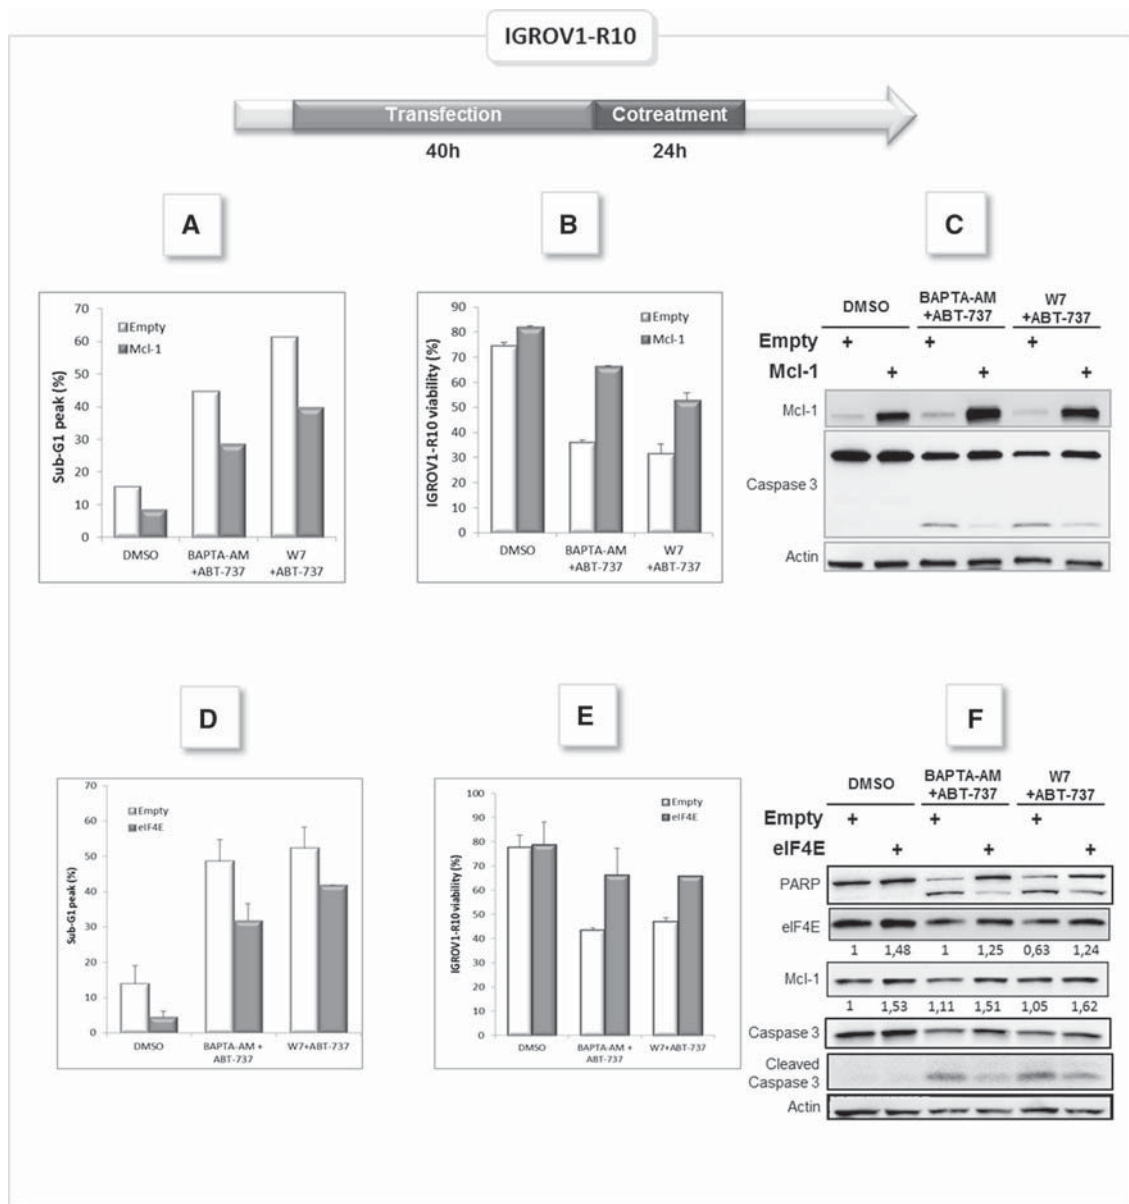 IGROV1-R10
Transfection Cotreatment
40h 24h
A
B
C
Sub-G1 peak (%)
70
60
50
40
30
20
10
0
Empty
Mcl-1
DMSO BAPTA-AM W7
+ABT-737 +ABT-737
IGROV1-R10 viability (%)
90
80
70
60
50
40
30
20
10
0
Empty
Mcl-1
DMSO BAPTA-AM W7
+ABT-737 +ABT-737
DMSO BAPTA-AM W7
+ABT-737 +ABT-737
Empty + + +
Mcl-1 + + +
Mcl-1
Caspase 3
Actin
D
E
F
Sub-G1 peak (%)
70
60
50
40
30
20
10
0
Empty
eIF4E
DMSO BAPTA-AM + W7+ABT-737
ABT-737
IGROV1-R10 viability (%)
100
90
80
70
60
50
40
30
20
10
0
Empty
eIF4E
DMSO BAPTA-AM + W7+ABT-737
ABT-737
DMSO BAPTA-AM W7
+ABT-737 +ABT-737
Empty + + +
eIF4E + + +
PARP
eIF4E
1 1,48 1 1,25 0,63 1,24
Mcl-1
1 1,53 1,11 1,51 1,05 1,62
Caspase 3
Cleaved
Caspase 3
Actin